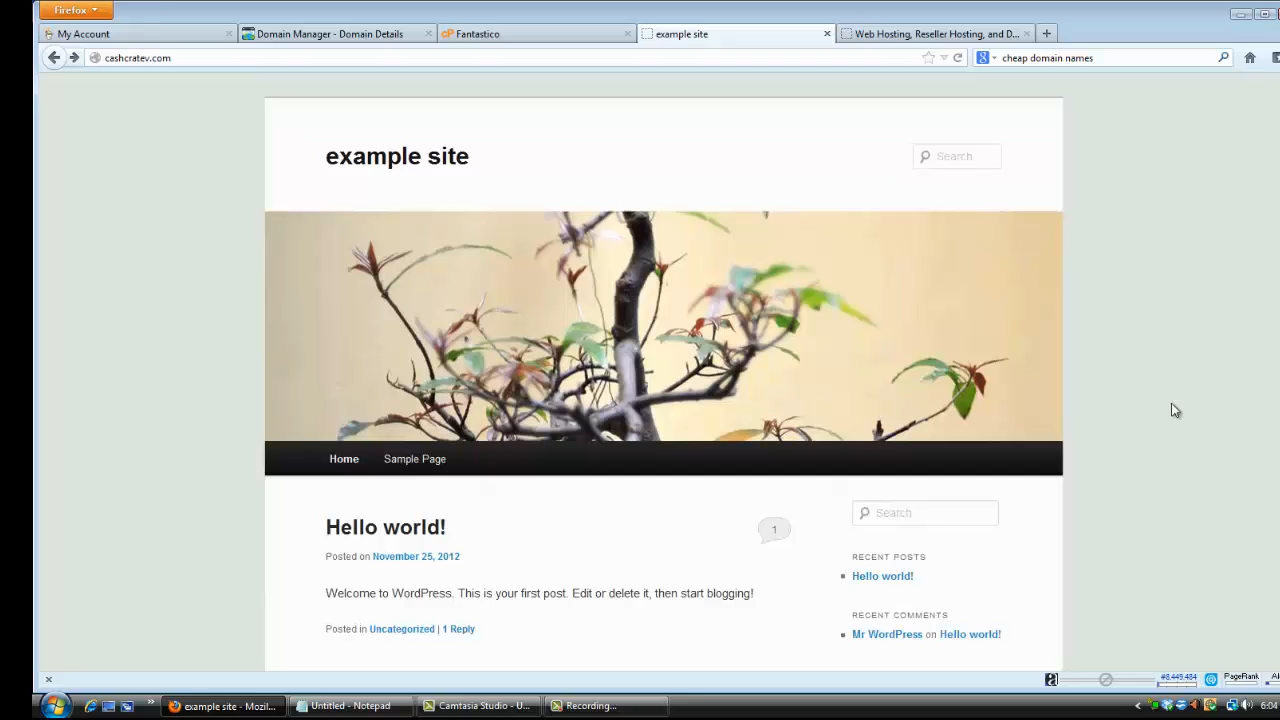 Firefox
My Account
Domain Manager - Domain Details
Fantastico
example site
Web Hosting, Reseller Hosting, and D...
cashcratev.com
cheap domain names
example site
Search
Home
Sample Page
Hello world!
1
Posted on November 25, 2012
Welcome to WordPress. This is your first post. Edit or delete it, then start blogging!
Posted in Uncategorized | 1 Reply
Search
RECENT POSTS
Hello world!
RECENT COMMENTS
Mr WordPress on Hello world!
#8,449,484
PageRank
example site - Mozil...
Untitled - Notepad
Camtasia Studio - U...
Recording...
6:04